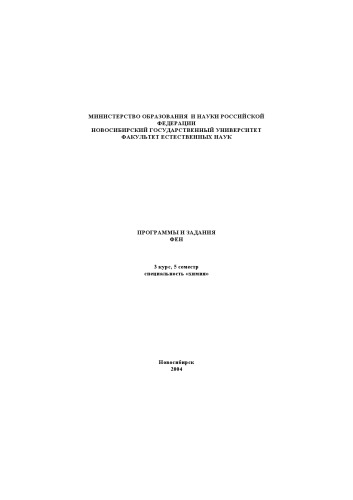 МИНИСТЕРСТВО ОБРАЗОВАНИЯ И НАУКИ РОССИЙСКОЙ
ФЕДЕРАЦИИ
НОВОСИБИРСКИЙ ГОСУДАРСТВЕННЫЙ УНИВЕРСИТЕТ
ФАКУЛЬТЕТ ЕСТЕСТВЕННЫХ НАУК
ПРОГРАММЫ И ЗАДАНИЯ
ФЕН
3 курс, 5 семестр
специальность «химия»
Новосибирск
2004